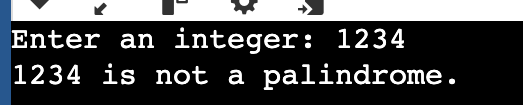 Enter an integer: 1234
1234 is not a palindrome.